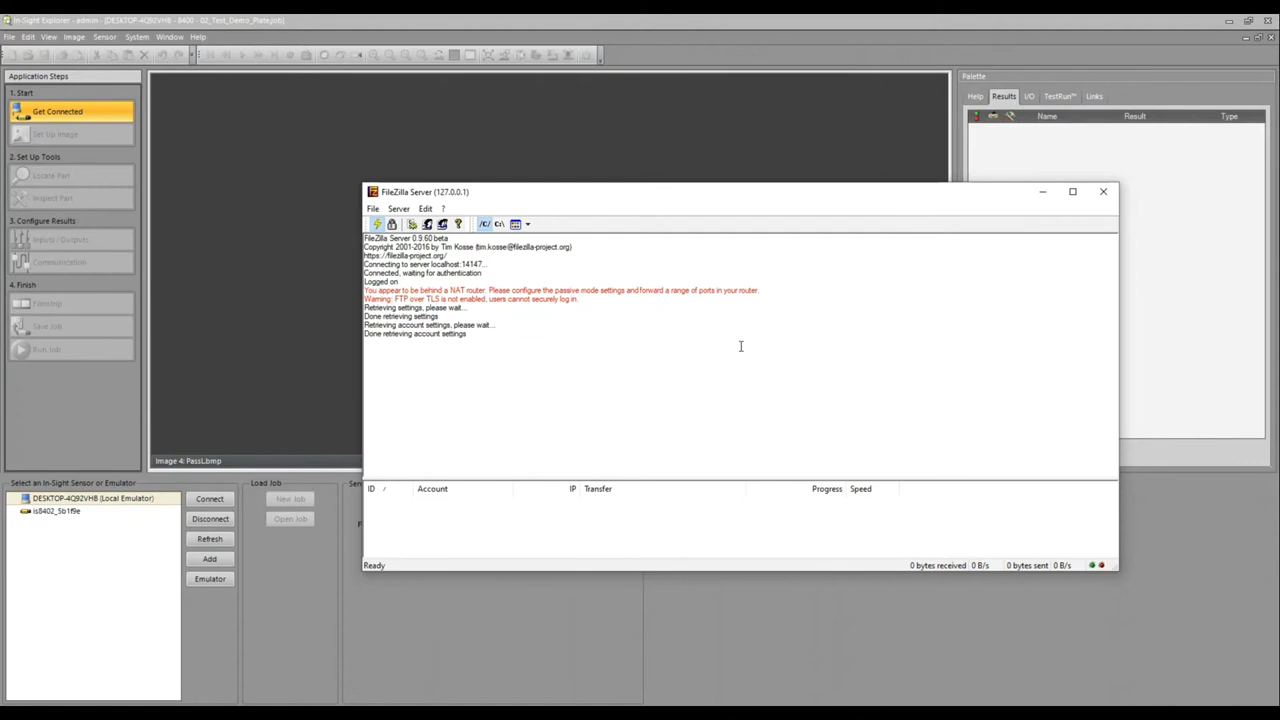 In-Sight Explorer - admin - [DESKTOP-4Q92VHB - 8400 - 02_Test_Demo_Plate.job]
File Edit View Image Sensor System Window Help
Application Steps
1. Start
Get Connected
Set Up Image
2. Set Up Tools
Locate Part
Inspect Part
3. Configure Results
Inputs / Outputs
Communication
4. Finish
Filmstrip
Save Job
Run Job
Image 4: Pass1.bmp
Palette
Help Results I/O TestRun™ Links
Name Result Type
FileZilla Server (127.0.0.1)
File Server Edit ?
/C/ C:\
FileZilla Server 0.9.60 beta
Copyright 2001-2016 by Tim Kosse (tim.kosse@filezilla-project.org)
https://filezilla-project.org/
Connecting to server localhost:14147...
Connected, waiting for authentication
Logged on
You appear to be behind a NAT router. Please configure the passive mode settings and forward a range of ports in your router.
Warning: FTP over TLS is not enabled, users cannot securely log in.
Retrieving settings, please wait...
Done retrieving settings
Retrieving account settings, please wait...
Done retrieving account settings
ID / Account IP Transfer Progress Speed
Ready 0 bytes received 0 B/s 0 bytes sent 0 B/s
Select an In-Sight Sensor or Emulator
DESKTOP-4Q92VHB (Local Emulator)
is8402_5b1f9e
Connect
Disconnect
Refresh
Add
Emulator
Load Job
New Job
Open Job
Sen
F